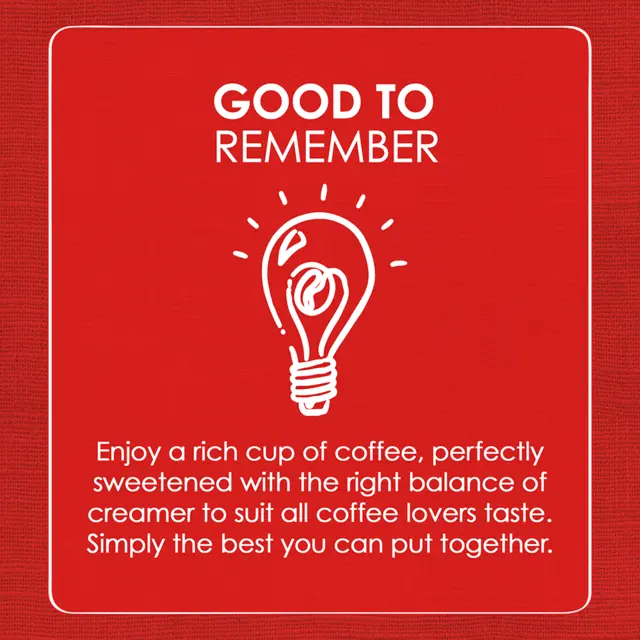 GOOD TO
REMEMBER
Enjoy a rich cup of coffee, perfectly
sweetened with the right balance of
creamer to suit all coffee lovers taste.
Simply the best you can put together.